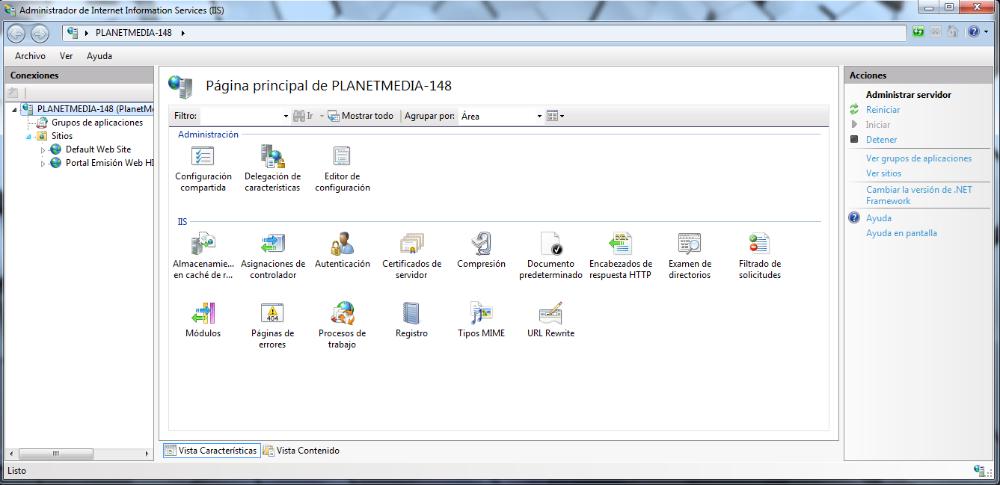 Administrador de Internet Information Services (IIS)
PLANETMEDIA-148
Archivo Ver Ayuda
Conexiones
PLANETMEDIA-148 (PlanetMe
Grupos de aplicaciones
Sitios
Default Web Site
Portal Emisión Web HI
Página principal de PLANETMEDIA-148
Filtro: Ir Mostrar todo Agrupar por: Área
Administración
Configuración compartida
Delegación de características
Editor de configuración
IIS
Almacenamie... en caché de r...
Asignaciones de controlador
Autenticación
Certificados de servidor
Compresión
Documento predeterminado
Encabezados de respuesta HTTP
Examen de directorios
Filtrado de solicitudes
Módulos
404
Páginas de errores
Procesos de trabajo
Registro
Tipos MIME
URL Rewrite
Vista Características Vista Contenido
Acciones
Administrar servidor
Reiniciar
Iniciar
Detener
Ver grupos de aplicaciones
Ver sitios
Cambiar la versión de .NET
Framework
Ayuda
Ayuda en pantalla
Listo